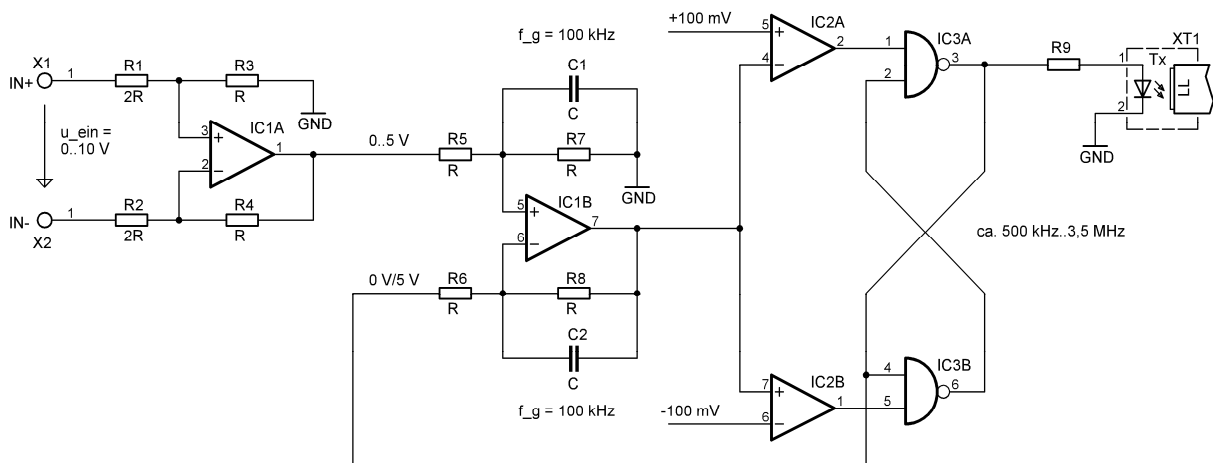 X1
IN+
1
R1
2R
R3
R
GND
u_ein =
0..10 V
3
+
IC1A
1
2
−
IN-
X2
1
R2
2R
R4
R
0..5 V
f_g = 100 kHz
C1
C
R5
R
R7
R
GND
5
+
IC1B
7
6
−
0 V/5 V
R6
R
R8
R
C2
C
f_g = 100 kHz
+100 mV
5
+
IC2A
2
4
−
1
IC3A
3
2
R9
XT1
1
Tx
LL
2
GND
ca. 500 kHz..3,5 MHz
7
+
IC2B
1
-100 mV
6
−
4
IC3B
6
5